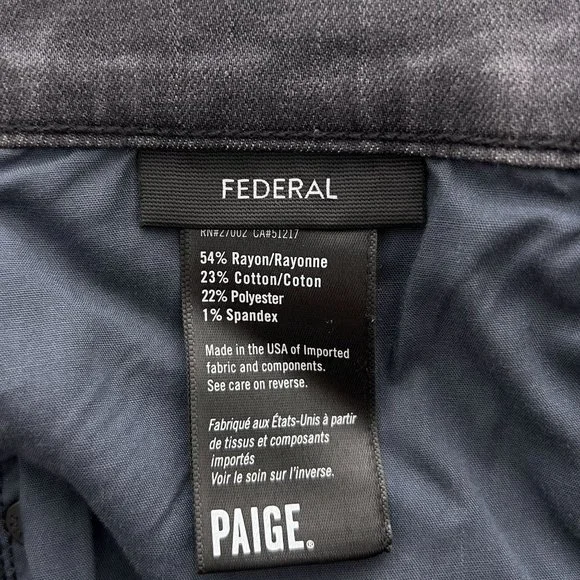 FEDERAL
RN#27002 CA#51217
54% Rayon/Rayonne
23% Cotton/Coton
22% Polyester
1% Spandex
Made in the USA of Imported
fabric and components.
See care on reverse.
Fabriqué aux États-Unis à partir
de tissus et composants
importés
Voir le soin sur l'inverse.
PAIGE®